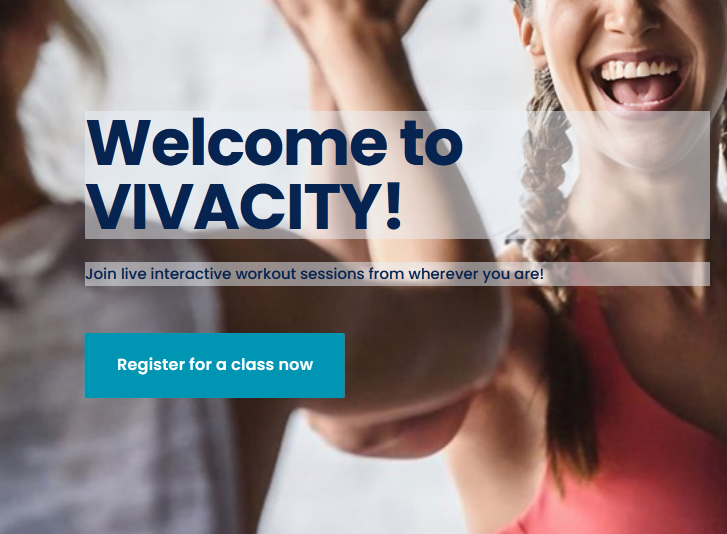 Welcome to
VIVACITY!
Join live interactive workout sessions from wherever you are!
Register for a class now